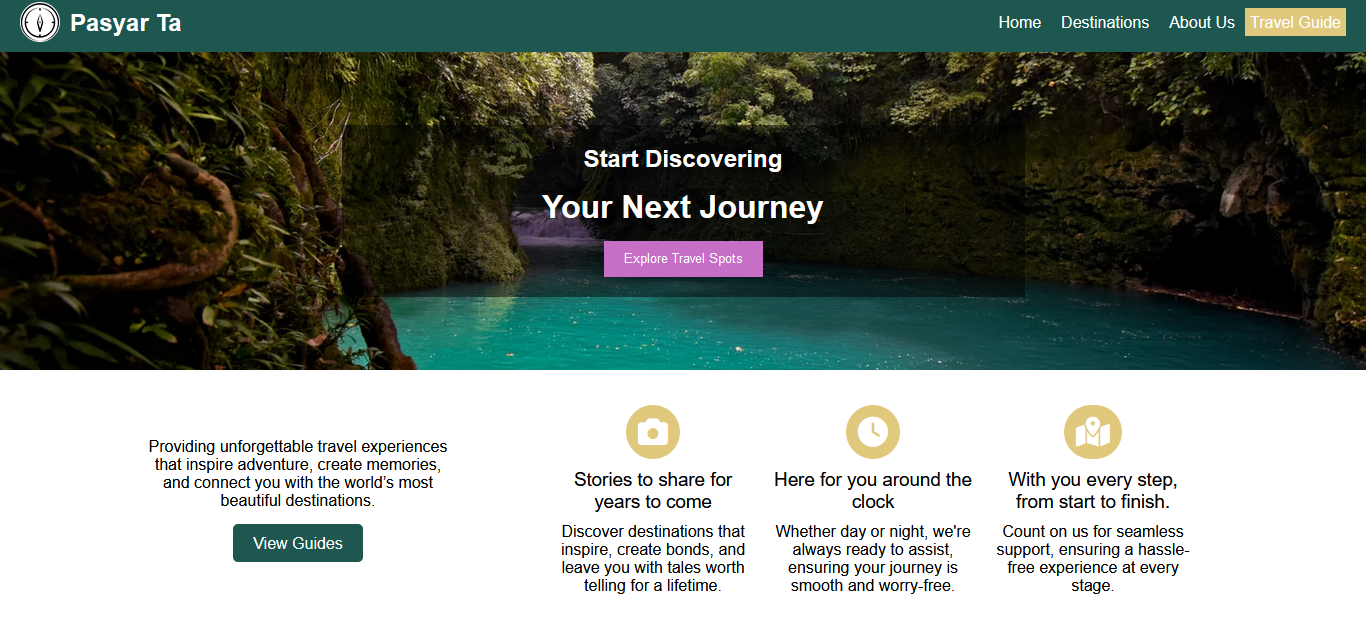 Pasyar Ta
Home Destinations About Us Travel Guide
Start Discovering
Your Next Journey
Explore Travel Spots
Providing unforgettable travel experiences
that inspire adventure, create memories,
and connect you with the world’s most
beautiful destinations.
View Guides
Stories to share for
years to come
Discover destinations that
inspire, create bonds, and
leave you with tales worth
telling for a lifetime.
Here for you around the
clock
Whether day or night, we're
always ready to assist,
ensuring your journey is
smooth and worry-free.
With you every step,
from start to finish.
Count on us for seamless
support, ensuring a hassle-
free experience at every
stage.